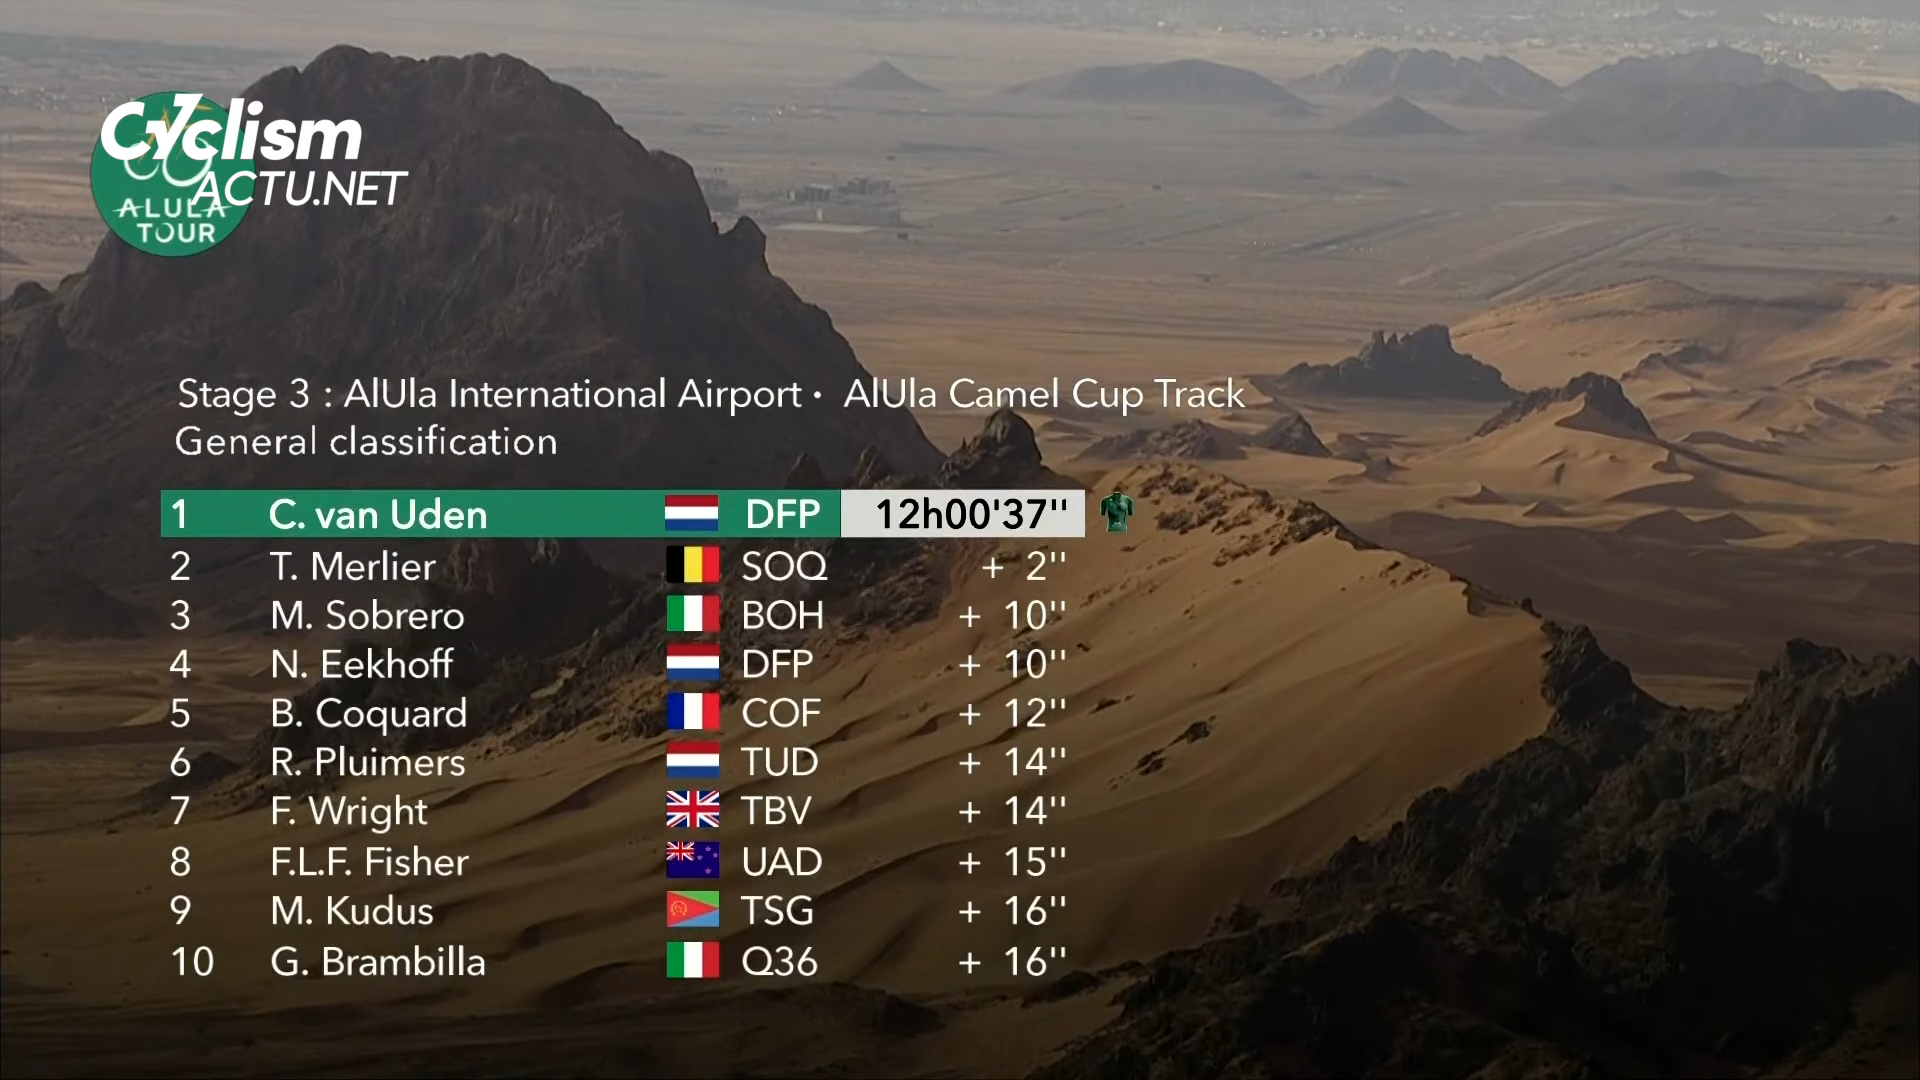 Cyclism
ACTU.NET
ALULA
TOUR
Stage 3 : AlUla International Airport · AlUla Camel Cup Track
General classification
1 C. van Uden DFP 12h00'37''
2 T. Merlier SOQ + 2''
3 M. Sobrero BOH + 10''
4 N. Eekhoff DFP + 10''
5 B. Coquard COF + 12''
6 R. Pluimers TUD + 14''
7 F. Wright TBV + 14''
8 F.L.F. Fisher UAD + 15''
9 M. Kudus TSG + 16''
10 G. Brambilla Q36 + 16''